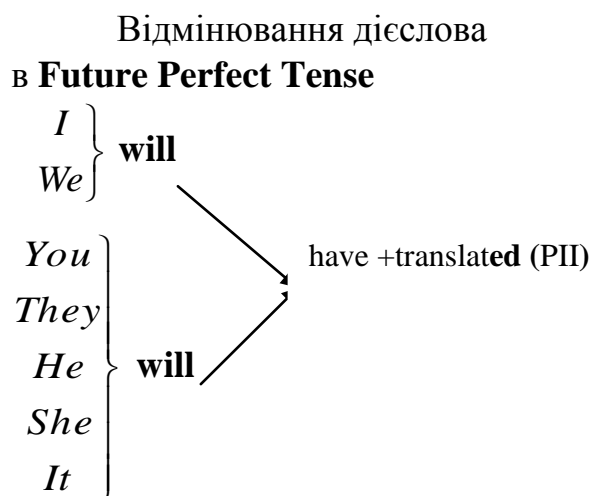 Відмінювання дієслова
в Future Perfect Tense
I
We
will
have +translated (PII)
You
They
He
She
It
will